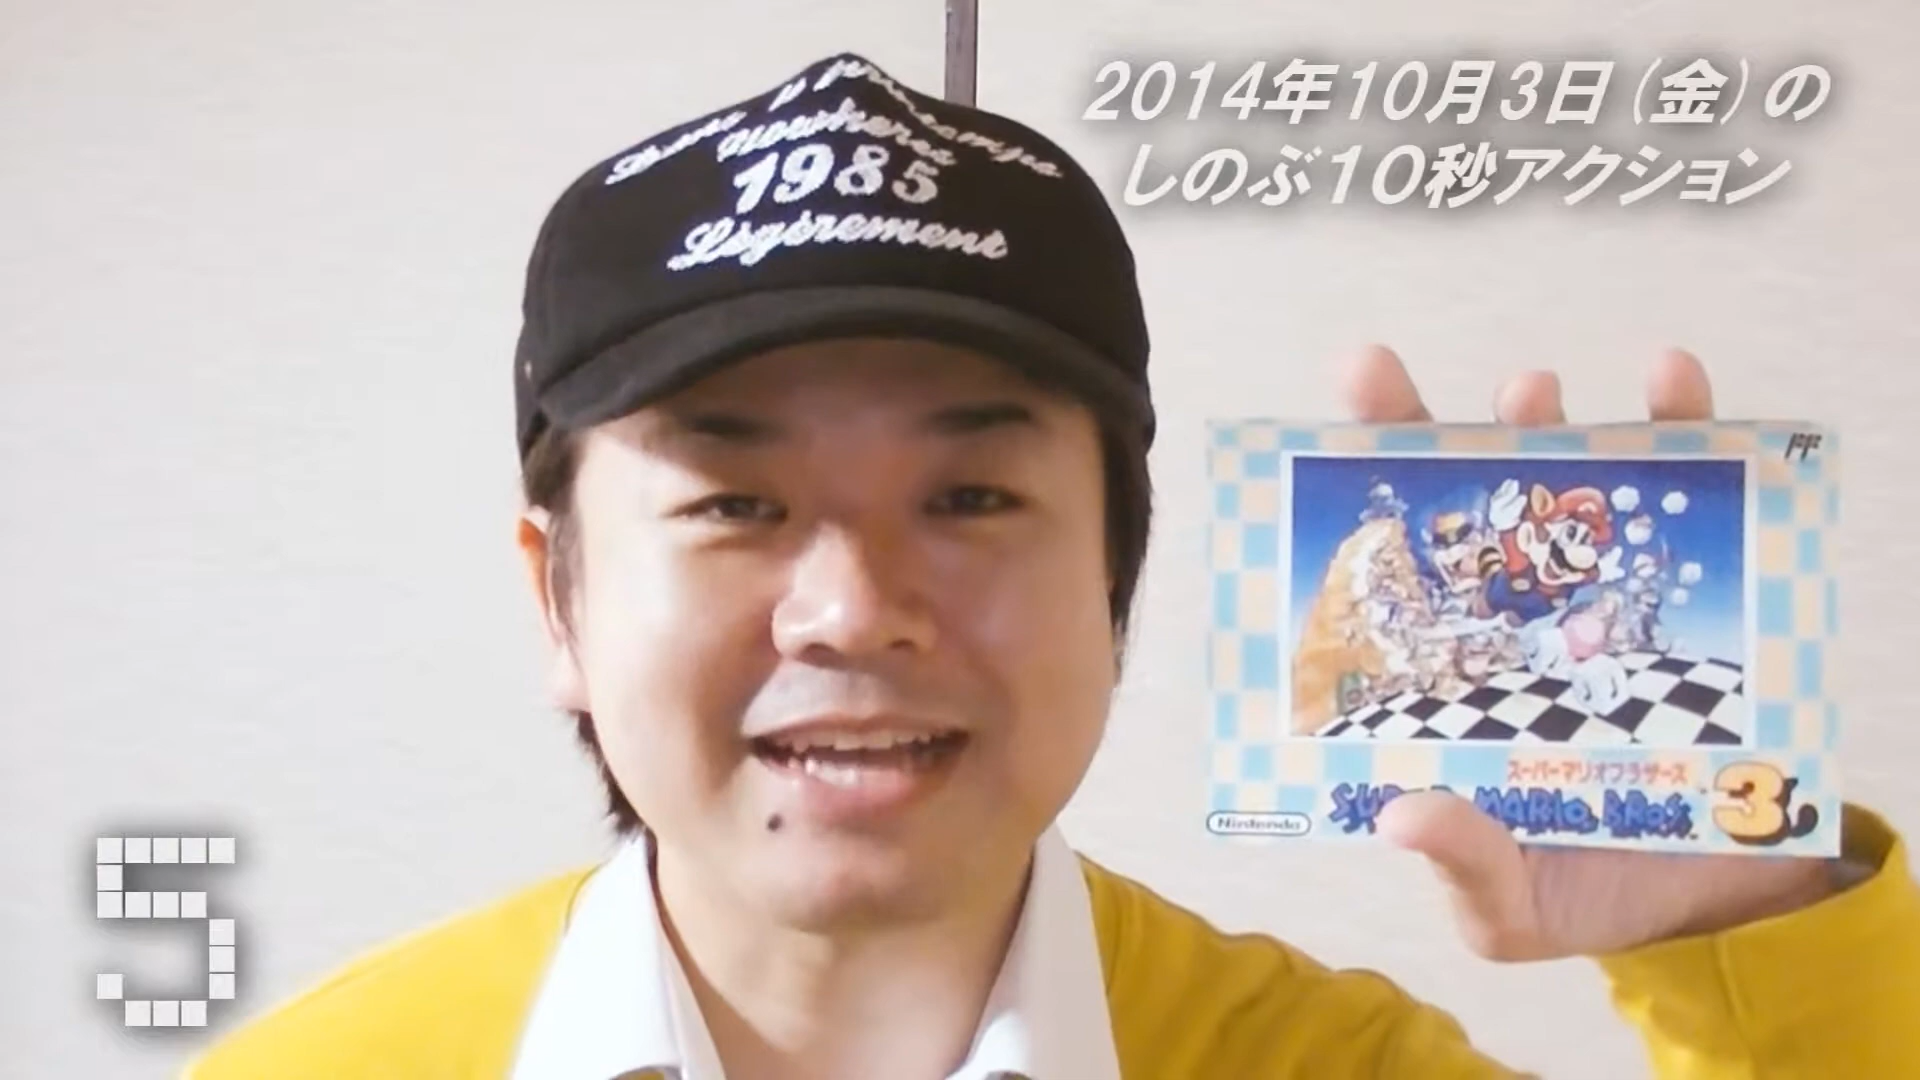 2014年10月3日(金)の
しのぶ10秒アクション
1985
Légèrement
スーパーマリオブラザーズ
SUPER MARIO BROS. 3
Nintendo
5